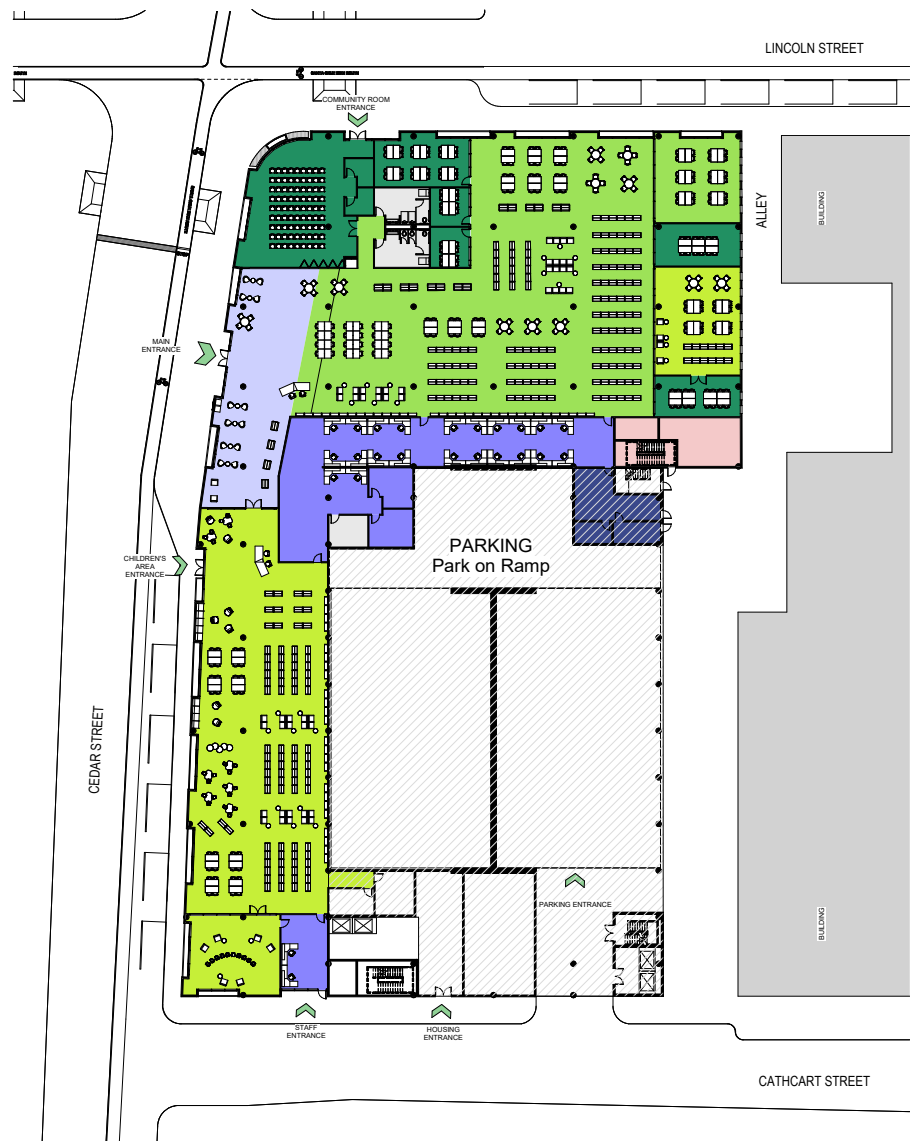 LINCOLN STREET
COMMUNITY ROOM
ENTRANCE
ALLEY
BUILDING
MAIN
ENTRANCE
PARKING
Park on Ramp
CHILDREN'S
AREA
ENTRANCE
CEDAR STREET
PARKING ENTRANCE
BUILDING
STAFF
ENTRANCE
HOUSING
ENTRANCE
CATHCART STREET